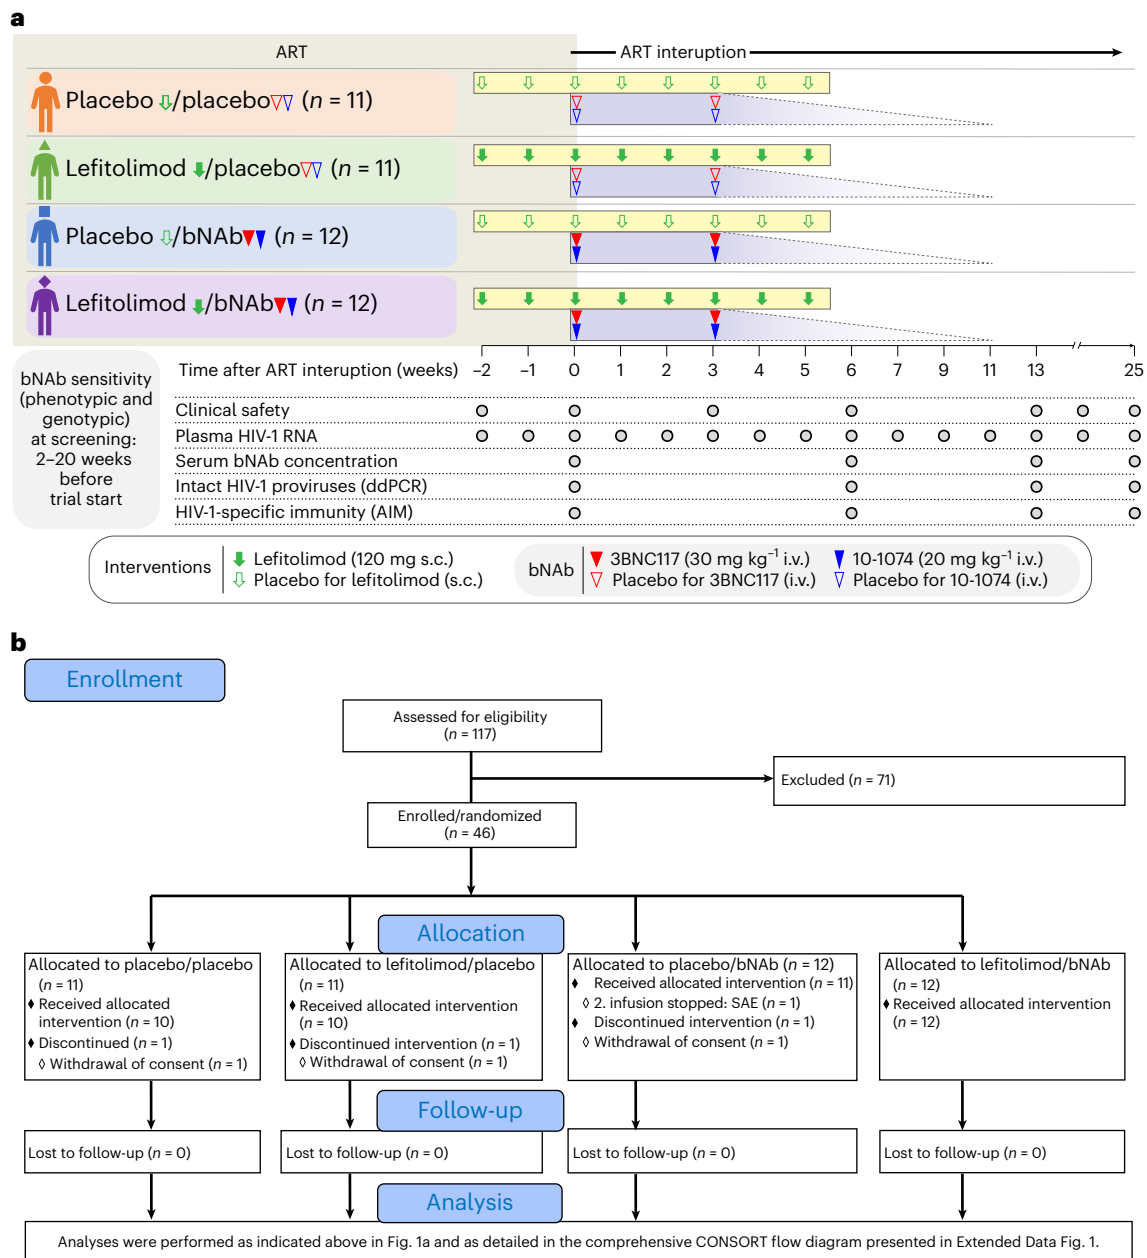 a
ART
ART interuption
Placebo /placebo (n = 11)
Lefitolimod /placebo (n = 11)
Placebo /bNAb (n = 12)
Lefitolimod /bNAb (n = 12)
bNAb sensitivity
(phenotypic and
genotypic)
at screening:
2–20 weeks
before
trial start
Time after ART interuption (weeks) –2 –1 0 1 2 3 4 5 6 7 9 11 13 25
Clinical safety
Plasma HIV-1 RNA
Serum bNAb concentration
Intact HIV-1 proviruses (ddPCR)
HIV-1-specific immunity (AIM)
Interventions
Lefitolimod (120 mg s.c.)
Placebo for lefitolimod (s.c.)
bNAb
3BNC117 (30 mg kg⁻¹ i.v.)
Placebo for 3BNC117 (i.v.)
10-1074 (20 mg kg⁻¹ i.v.)
Placebo for 10-1074 (i.v.)
b
Enrollment
Assessed for eligibility
(n = 117)
Excluded (n = 71)
Enrolled/randomized
(n = 46)
Allocation
Allocated to placebo/placebo
(n = 11)
♦ Received allocated
intervention (n = 10)
♦ Discontinued (n = 1)
◊ Withdrawal of consent (n = 1)
Allocated to lefitolimod/placebo
(n = 11)
♦ Received allocated intervention
(n = 10)
♦ Discontinued intervention (n = 1)
◊ Withdrawal of consent (n = 1)
Allocated to placebo/bNAb (n = 12)
♦ Received allocated intervention (n = 11)
◊ 2. infusion stopped: SAE (n = 1)
♦ Discontinued intervention (n = 1)
◊ Withdrawal of consent (n = 1)
Allocated to lefitolimod/bNAb
(n = 12)
♦ Received allocated intervention
(n = 12)
Follow-up
Lost to follow-up (n = 0)
Lost to follow-up (n = 0)
Lost to follow-up (n = 0)
Lost to follow-up (n = 0)
Analysis
Analyses were performed as indicated above in Fig. 1a and as detailed in the comprehensive CONSORT flow diagram presented in Extended Data Fig. 1.